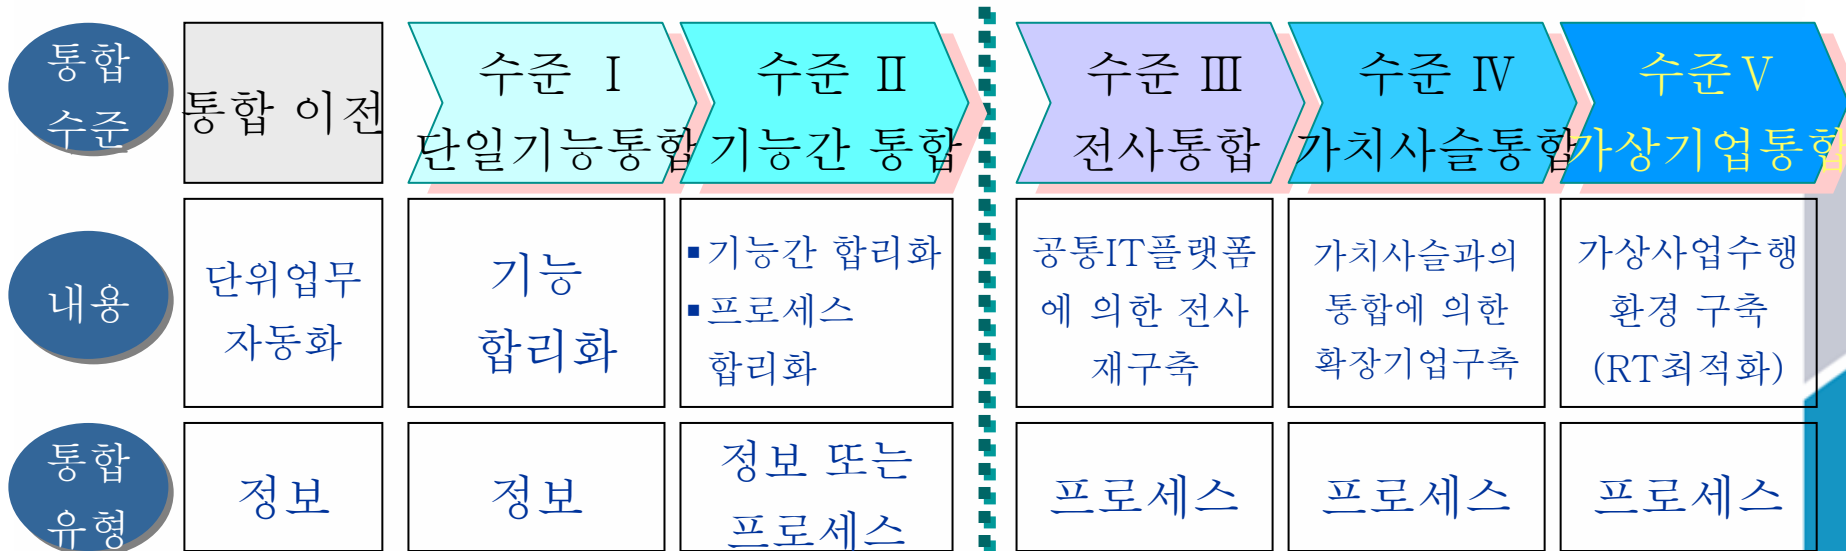 통합
수준
통합 이전
수준 Ⅰ
단일기능통합
수준 Ⅱ
기능간 통합
수준 Ⅲ
전사통합
수준 Ⅳ
가치사슬통합
수준Ⅴ
가상기업통합
내용
단위업무
자동화
기능
합리화
▪기능간 합리화
▪프로세스
합리화
공통IT플랫폼
에 의한 전사
재구축
가치사슬과의
통합에 의한
확장기업구축
가상사업수행
환경 구축
(RT최적화)
통합
유형
정보
정보
정보 또는
프로세스
프로세스
프로세스
프로세스